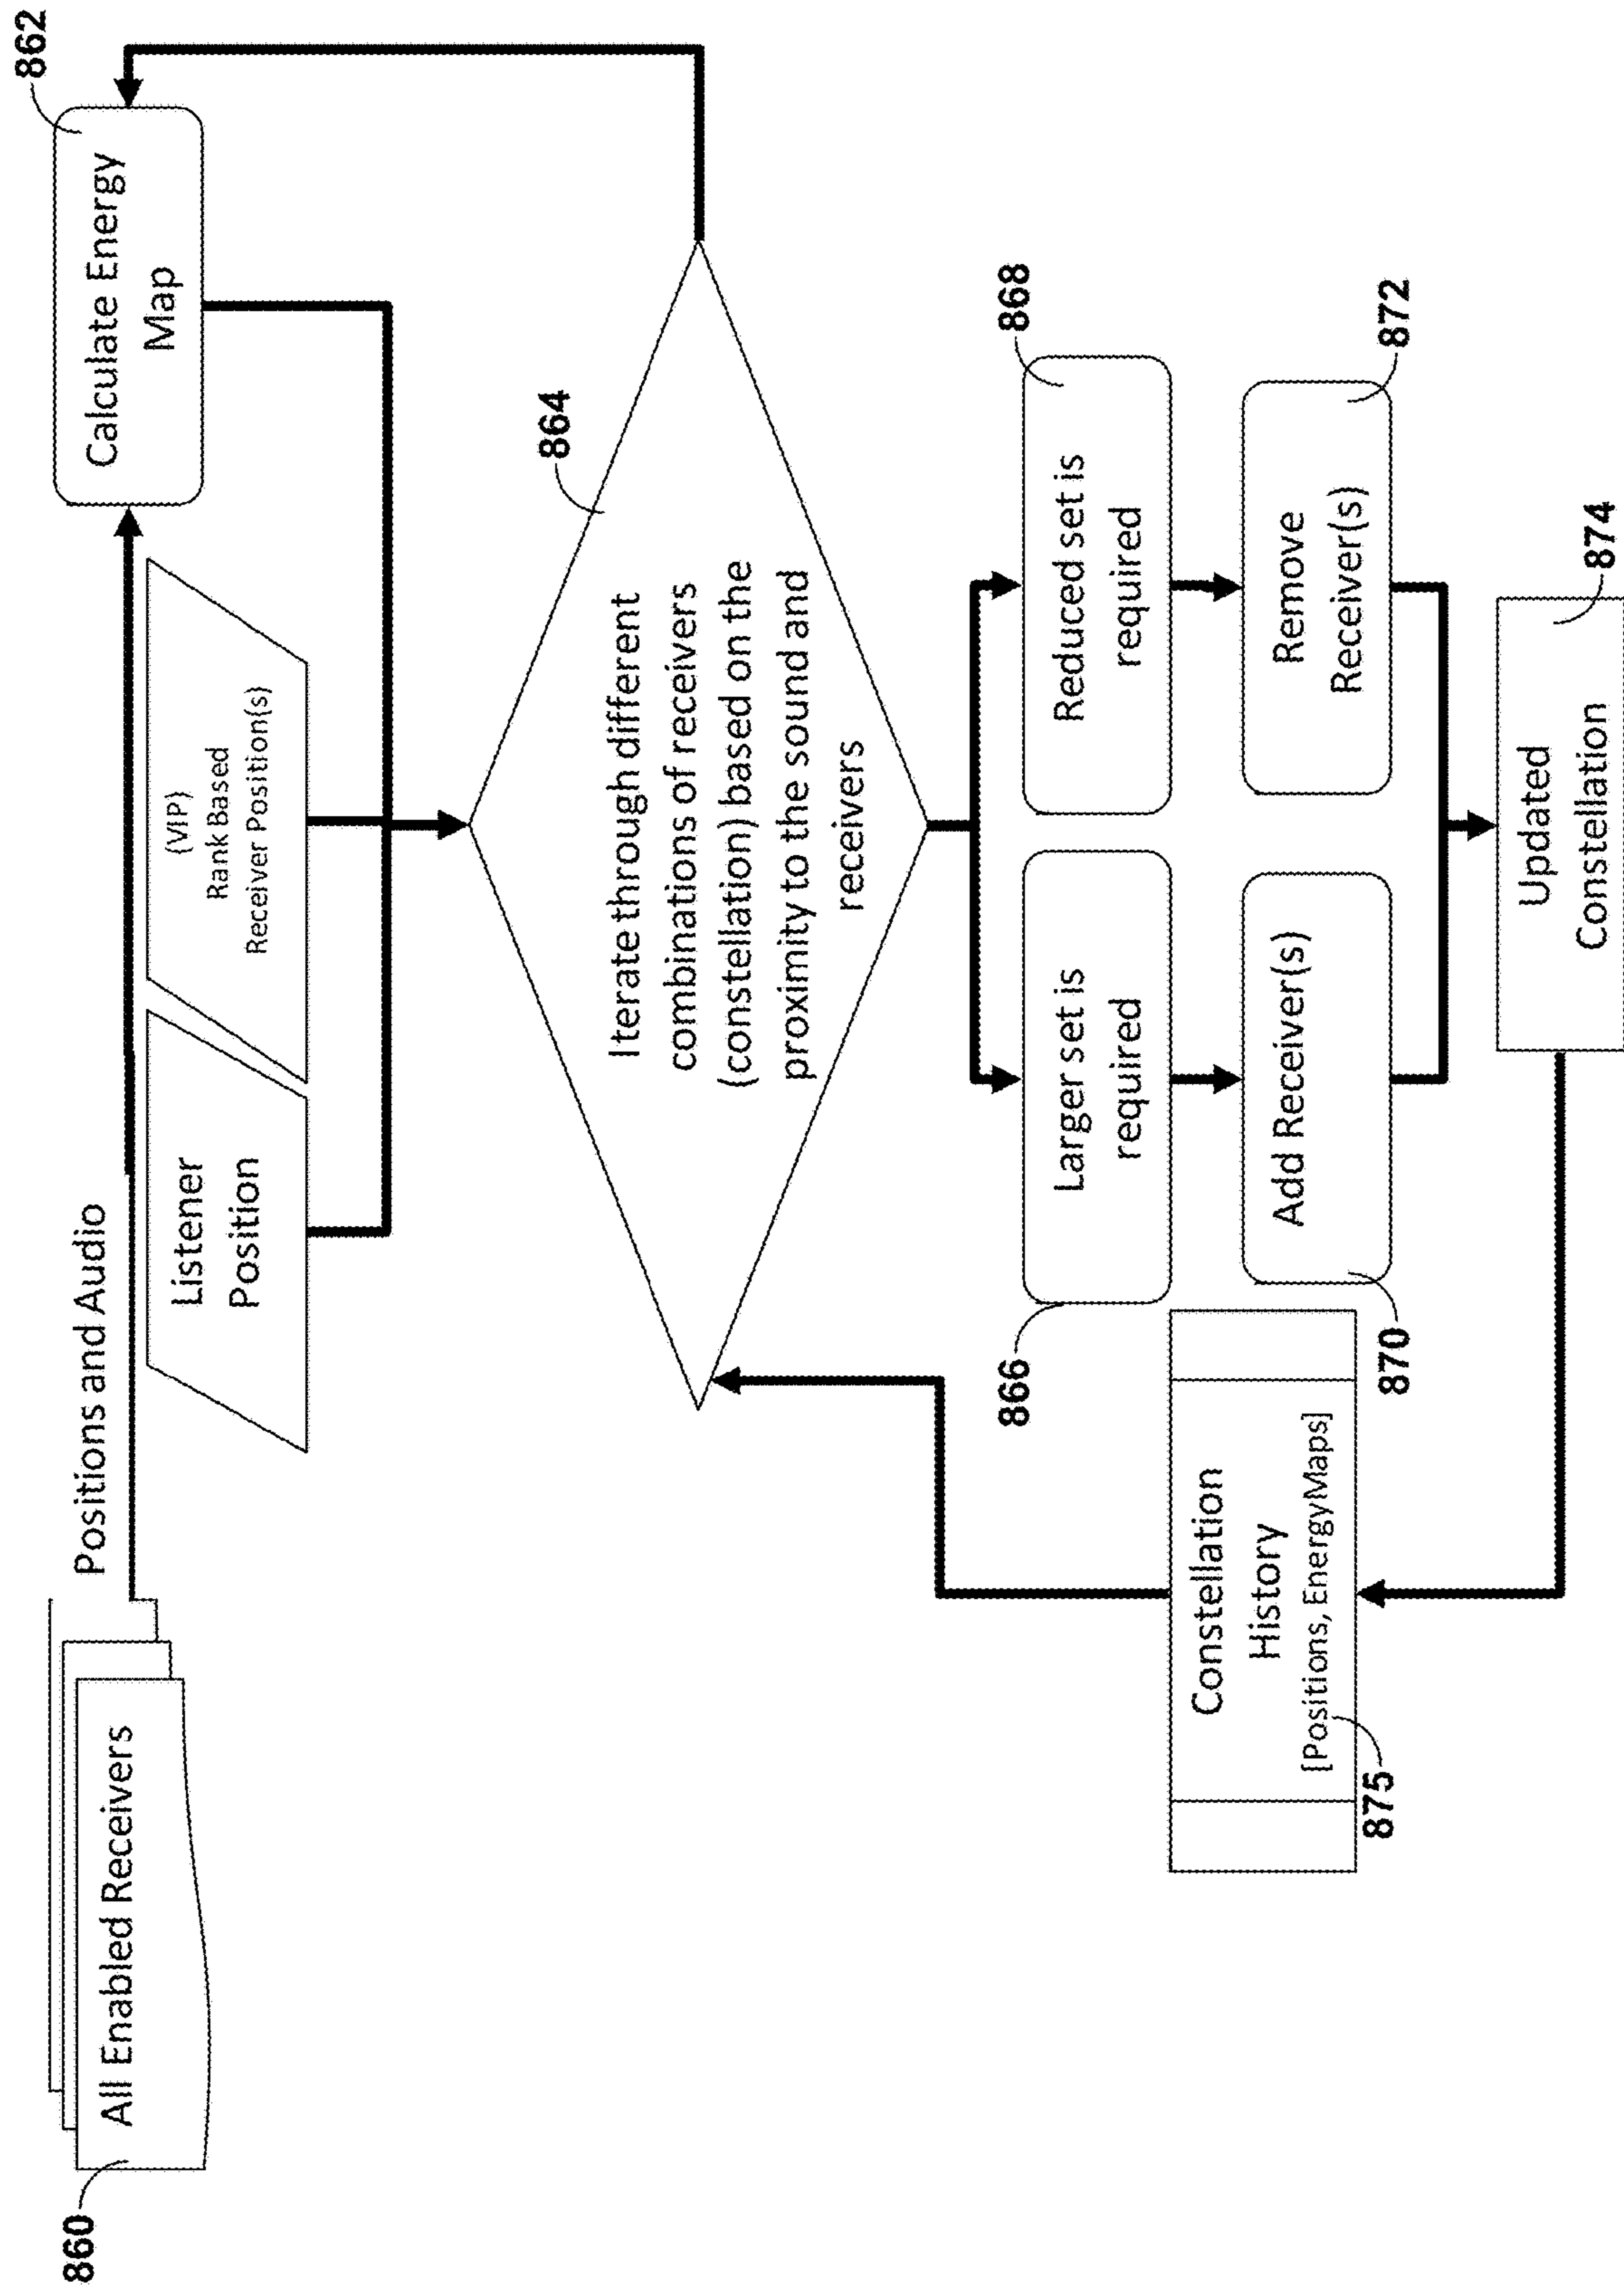 860
All Enabled Receivers
Positions and Audio
862
Calculate Energy
Map
Listener
Position
(VIP)
Rank Based
Receiver Position(s)
864
Iterate through different
combinations of receivers
(constellation) based on the
proximity to the sound and
receivers
866
Larger set is
required
868
Reduced set is
required
870
Add Receiver(s)
872
Remove
Receiver(s)
874
Updated
Constellation
Constellation
History
[Positions, EnergyMaps]
875